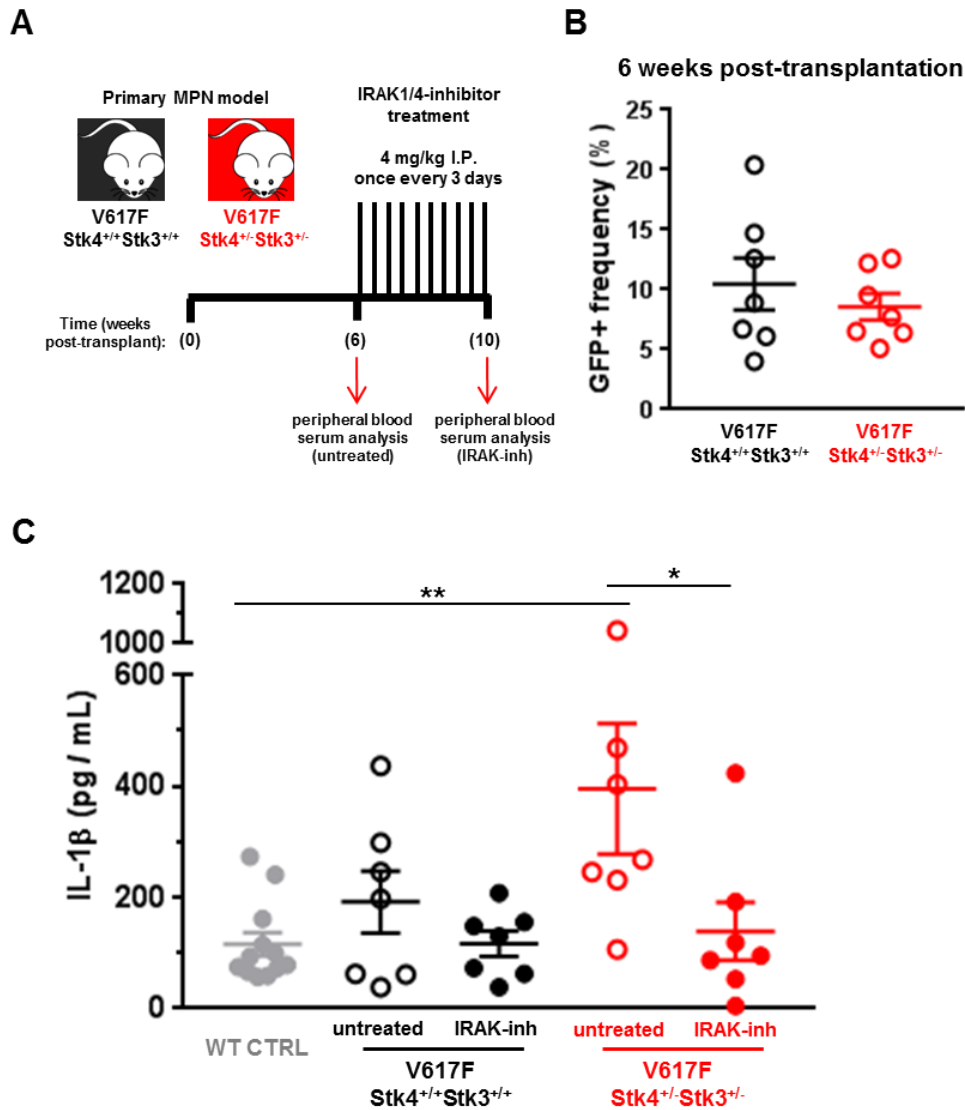 A
Primary MPN model
V617F
Stk4+/+Stk3+/+
V617F
Stk4+/-Stk3+/-
IRAK1/4-inhibitor
treatment
4 mg/kg I.P.
once every 3 days
Time (weeks
post-transplant):
(0)
(6)
(10)
peripheral blood
serum analysis
(untreated)
peripheral blood
serum analysis
(IRAK-inh)
B
6 weeks post-transplantation
GFP+ frequency (%)
25
20
15
10
5
0
V617F
Stk4+/+Stk3+/+
V617F
Stk4+/-Stk3+/-
C
IL-1β (pg / mL)
1200
1000
600
400
200
0
**
*
WT CTRL
untreated
IRAK-inh
V617F
Stk4+/+Stk3+/+
untreated
IRAK-inh
V617F
Stk4+/-Stk3+/-